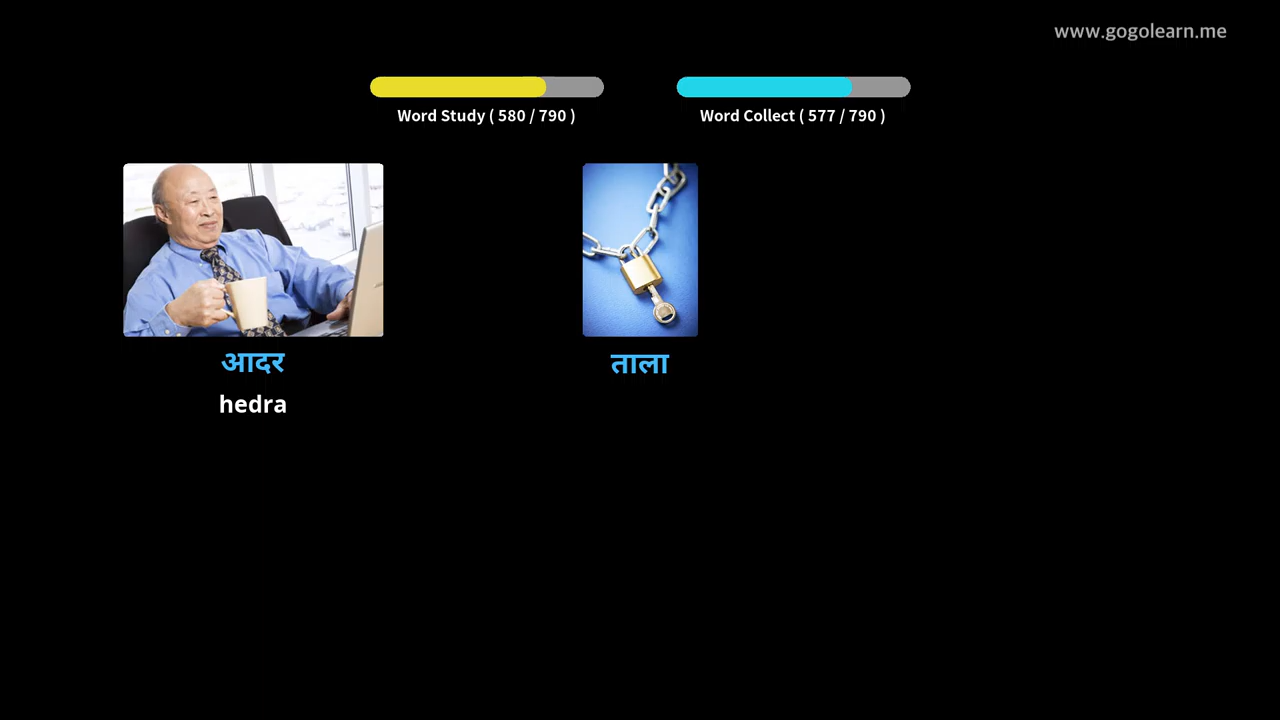 www.gogolearn.me
Word Study ( 580 / 790 )
Word Collect ( 577 / 790 )
आदर
ताला
hedra